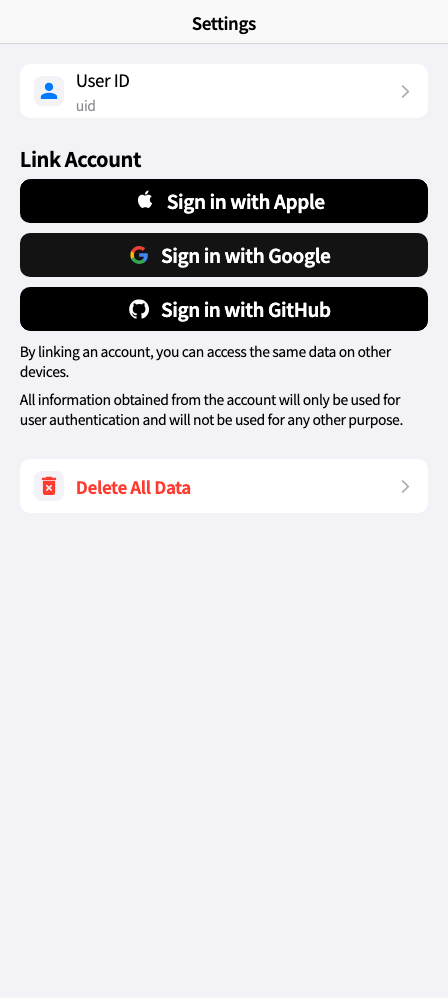 Settings
User ID
uid
Link Account
Sign in with Apple
Sign in with Google
Sign in with GitHub
By linking an account, you can access the same data on other
devices.
All information obtained from the account will only be used for
user authentication and will not be used for any other purpose.
Delete All Data